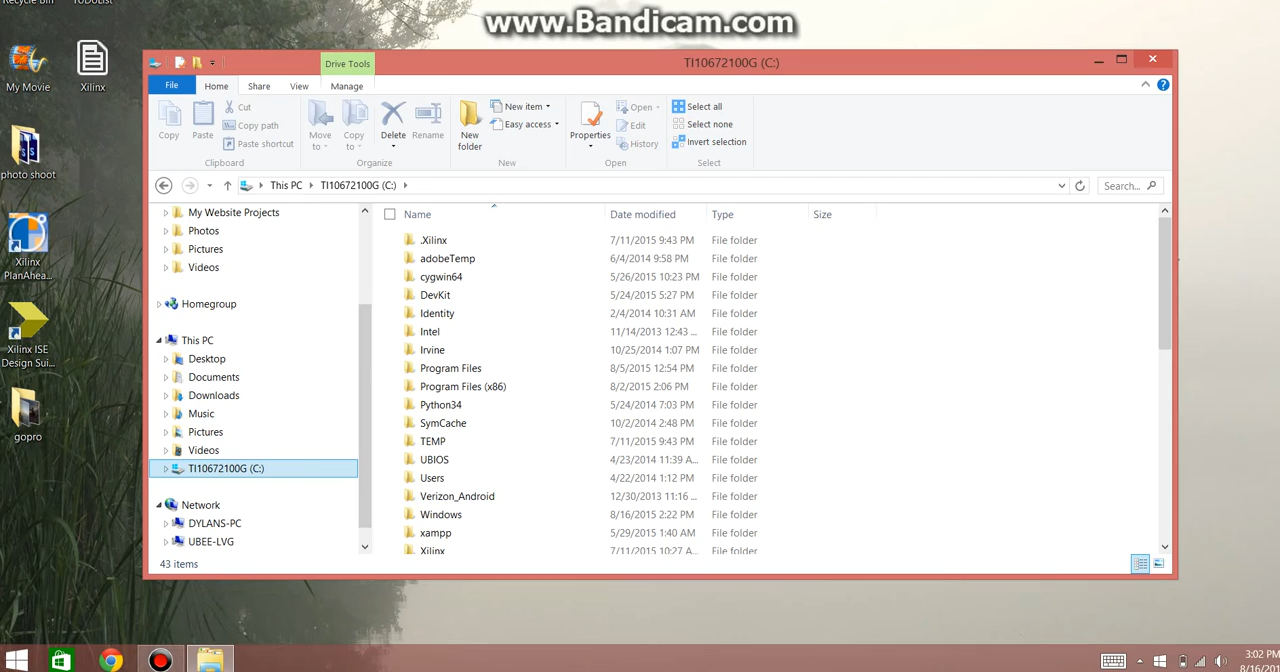 www.Bandicam.com
Recycle Bin
ToDoList
My Movie
Xilinx
photo shoot
Xilinx
PlanAhea...
Xilinx ISE
Design Sui...
gopro
Drive Tools
TI10672100G (C:)
File
Home
Share
View
Manage
Copy
Paste
Cut
Copy path
Paste shortcut
Clipboard
Move
to
Copy
to
Delete
Rename
Organize
New
folder
New item
Easy access
New
Properties
Open
Edit
History
Open
Select all
Select none
Invert selection
Select
This PC
TI10672100G (C:)
Search...
My Website Projects
Photos
Pictures
Videos
Homegroup
This PC
Desktop
Documents
Downloads
Music
Pictures
Videos
TI10672100G (C:)
Network
DYLANS-PC
UBEE-LVG
Name Date modified Type Size
.Xilinx 7/11/2015 9:43 PM File folder
adobeTemp 6/4/2014 9:58 PM File folder
cygwin64 5/26/2015 10:23 PM File folder
DevKit 5/24/2015 5:27 PM File folder
Identity 2/4/2014 10:31 AM File folder
Intel 11/14/2013 12:43 ... File folder
Irvine 10/25/2014 1:07 PM File folder
Program Files 8/5/2015 12:54 PM File folder
Program Files (x86) 8/2/2015 2:06 PM File folder
Python34 5/24/2014 7:03 PM File folder
SymCache 10/2/2014 2:48 PM File folder
TEMP 7/11/2015 9:43 PM File folder
UBIOS 4/23/2014 11:39 A... File folder
Users 4/22/2014 1:12 PM File folder
Verizon_Android 12/30/2013 11:16 ... File folder
Windows 8/16/2015 2:22 PM File folder
xampp 5/29/2015 1:40 AM File folder
Xilinx 7/11/2015 10:27 A... File folder
43 items
3:02 PM
8/16/201